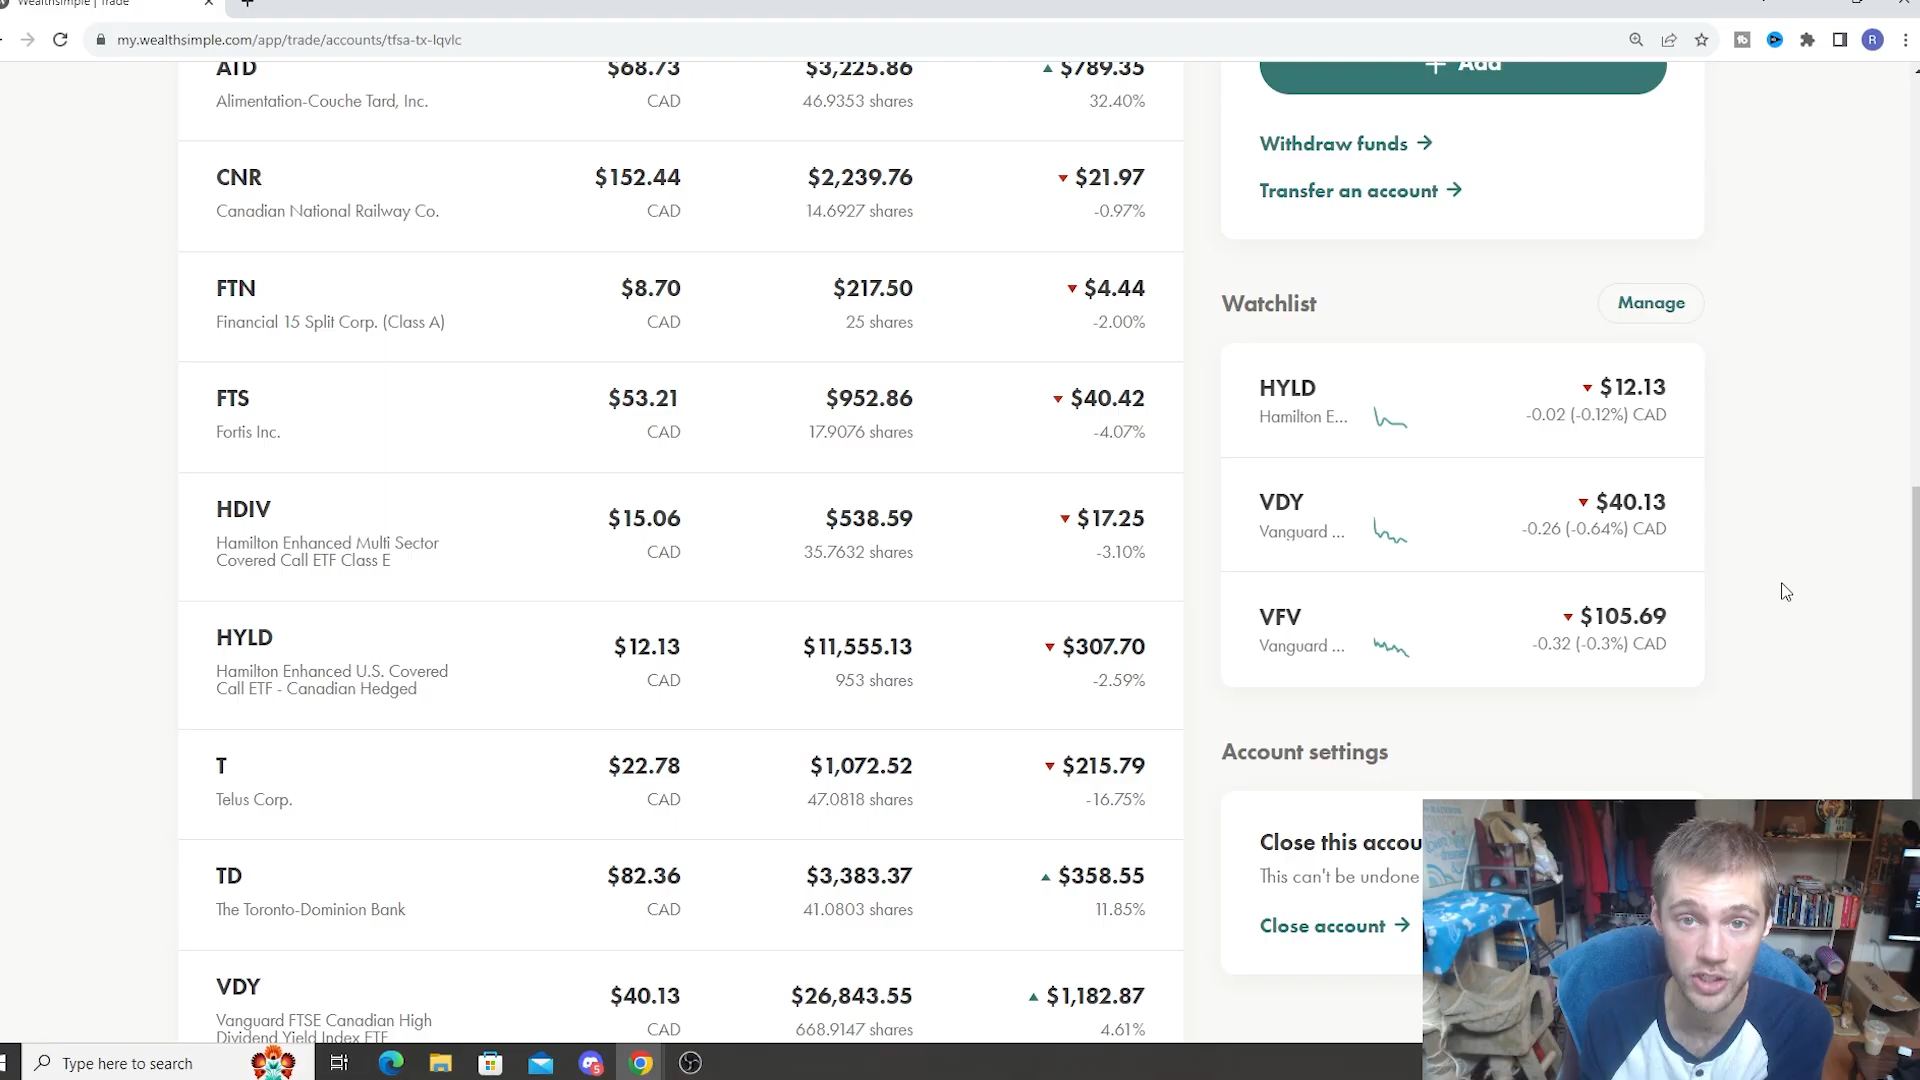 Wealthsimple | Trade
my.wealthsimple.com/app/trade/accounts/tfsa-tx-lqvlc
ATD $68.73 $3,225.86 $789.35
Alimentation-Couche Tard, Inc. CAD 46.9353 shares 32.40%
CNR $152.44 $2,239.76 $21.97
Canadian National Railway Co. CAD 14.6927 shares -0.97%
FTN $8.70 $217.50 $4.44
Financial 15 Split Corp. (Class A) CAD 25 shares -2.00%
FTS $53.21 $952.86 $40.42
Fortis Inc. CAD 17.9076 shares -4.07%
HDIV $15.06 $538.59 $17.25
Hamilton Enhanced Multi Sector
Covered Call ETF Class E CAD 35.7632 shares -3.10%
HYLD $12.13 $11,555.13 $307.70
Hamilton Enhanced U.S. Covered
Call ETF - Canadian Hedged CAD 953 shares -2.59%
T $22.78 $1,072.52 $215.79
Telus Corp. CAD 47.0818 shares -16.75%
TD $82.36 $3,383.37 $358.55
The Toronto-Dominion Bank CAD 41.0803 shares 11.85%
VDY $40.13 $26,843.55 $1,182.87
Vanguard FTSE Canadian High
Dividend Yield Index ETF CAD 668.9147 shares 4.61%
+ Add
Withdraw funds
Transfer an account
Watchlist Manage
HYLD $12.13
Hamilton E... -0.02 (-0.12%) CAD
VDY $40.13
Vanguard ... -0.26 (-0.64%) CAD
VFV $105.69
Vanguard ... -0.32 (-0.3%) CAD
Account settings
Close this accou
This can't be undone
Close account
Type here to search
R
5